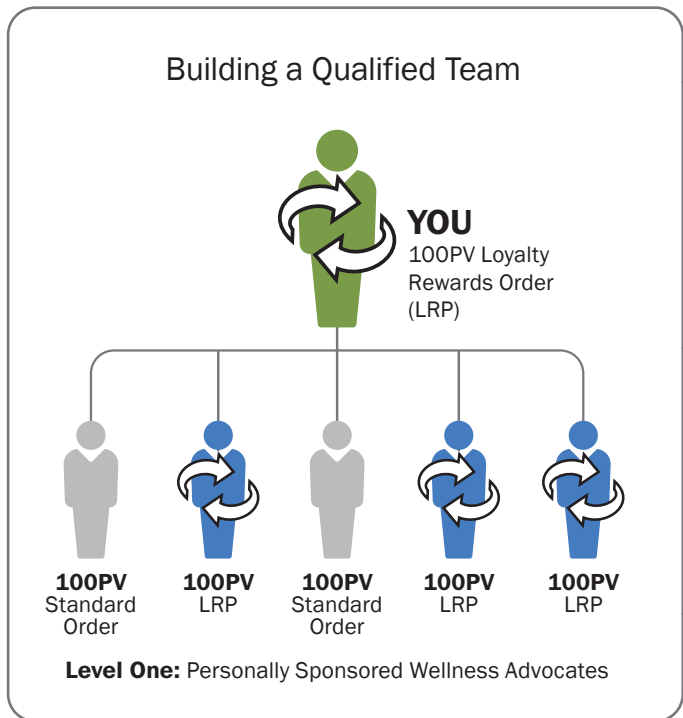 Building a Qualified Team
YOU
100PV Loyalty
Rewards Order
(LRP)
100PV
Standard
Order
100PV
LRP
100PV
Standard
Order
100PV
LRP
100PV
LRP
Level One: Personally Sponsored Wellness Advocates